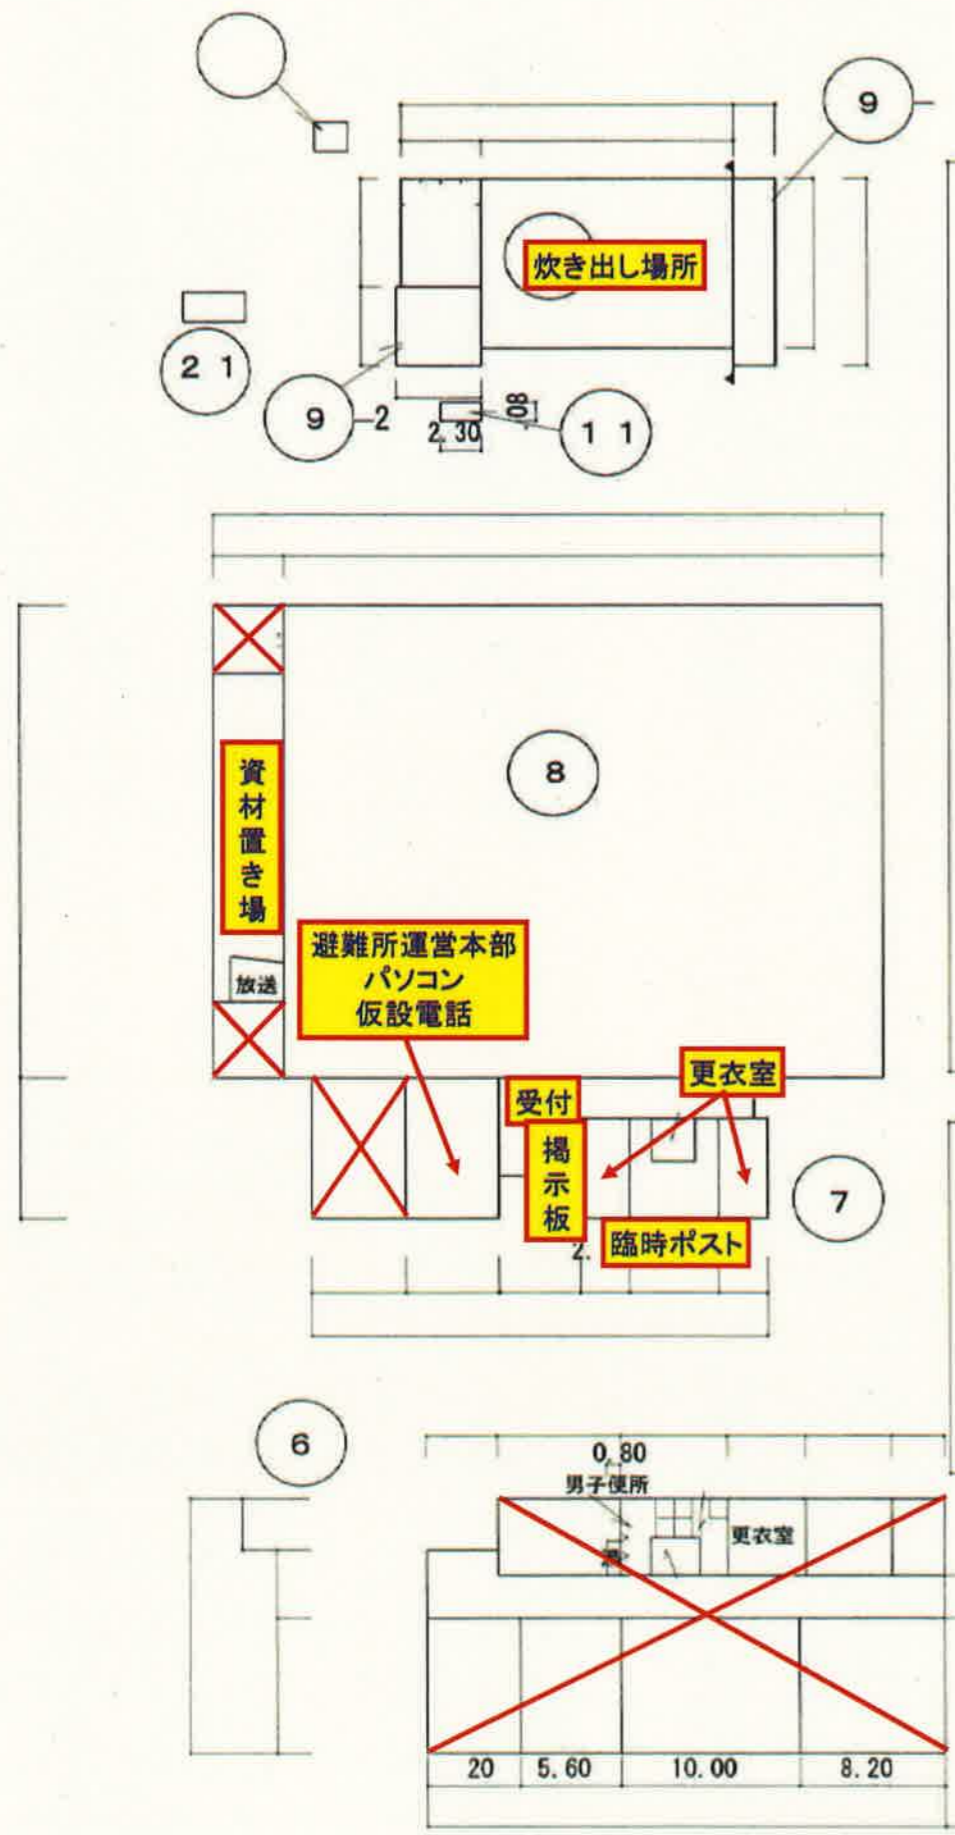 9
炊き出し場所
2 1
9
-2
2.30
.08
1 1
8
資材置き場
避難所運営本部
パソコン
仮設電話
放送
受付
更衣室
掲示板
7
2.
臨時ポスト
6
0.80
男子便所
更衣室
20
5.60
10.00
8.20